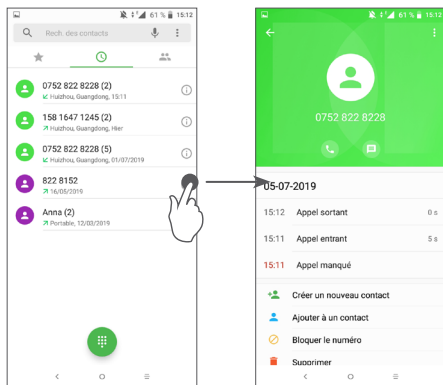 61 % 15:12
Rech. des contacts
0752 822 8228 (2)
Huizhou, Guangdong, 15:11
158 1647 1245 (2)
Huizhou, Guangdong, Hier
0752 822 8228 (5)
Huizhou, Guangdong, 01/07/2019
822 8152
16/05/2019
Anna (2)
Portable, 12/03/2019
61 % 15:12
0752 822 8228
05-07-2019
15:12 Appel sortant 0 s
15:11 Appel entrant 5 s
15:11 Appel manqué
Créer un nouveau contact
Ajouter à un contact
Bloquer le numéro
Supprimer